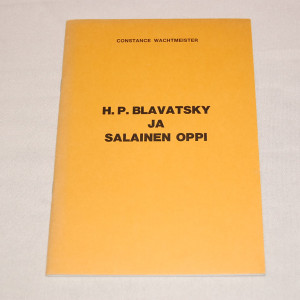 CONSTANCE WACHTMEISTER
H. P. BLAVATSKY
JA
SALAINEN OPPI